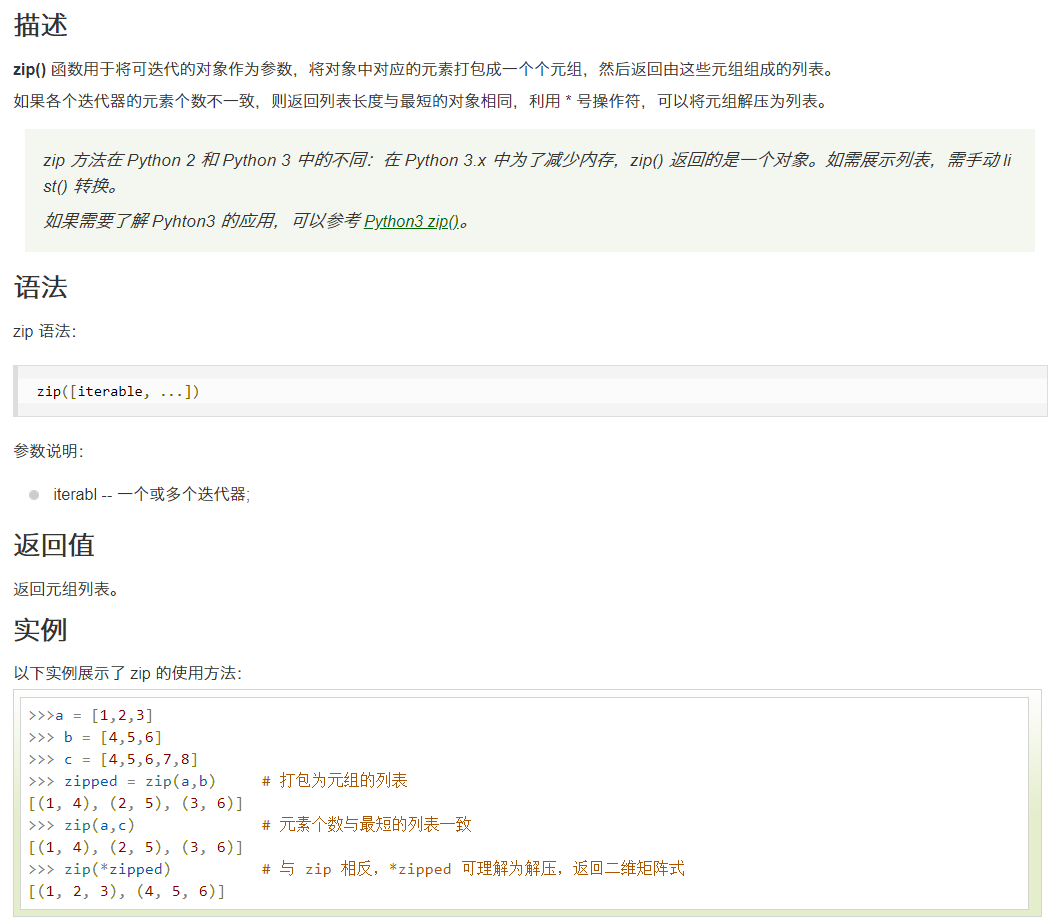 描述
zip() 函数用于将可迭代的对象作为参数，将对象中对应的元素打包成一个个元组，然后返回由这些元组组成的列表。
如果各个迭代器的元素个数不一致，则返回列表长度与最短的对象相同，利用 * 号操作符，可以将元组解压为列表。
zip 方法在 Python 2 和 Python 3 中的不同：在 Python 3.x 中为了减少内存，zip() 返回的是一个对象。如需展示列表，需手动 li
st() 转换。
如果需要了解 Pyhton3 的应用，可以参考 Python3 zip()。
语法
zip 语法：
zip([iterable, ...])
参数说明：
iterabl -- 一个或多个迭代器;
返回值
返回元组列表。
实例
以下实例展示了 zip 的使用方法：
>>>a = [1,2,3]
>>> b = [4,5,6]
>>> c = [4,5,6,7,8]
>>> zipped = zip(a,b)     # 打包为元组的列表
[(1, 4), (2, 5), (3, 6)]
>>> zip(a,c)              # 元素个数与最短的列表一致
[(1, 4), (2, 5), (3, 6)]
>>> zip(*zipped)          # 与 zip 相反，*zipped 可理解为解压，返回二维矩阵式
[(1, 2, 3), (4, 5, 6)]